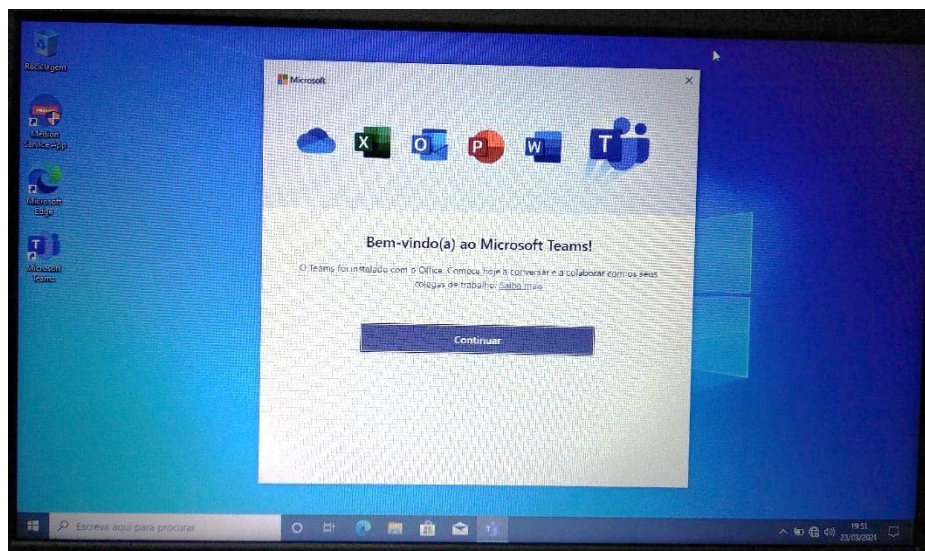 Reciclagem
Medion
Service App
Microsoft
Edge
Microsoft
Teams
Microsoft
X
O
P
W
T
Bem-vindo(a) ao Microsoft Teams!
O Teams foi instalado com o Office. Comece hoje a conversar e a colaborar com os seus
colegas de trabalho. Saiba mais
Continuar
Escreva aqui para procurar
19:51
23/03/2021